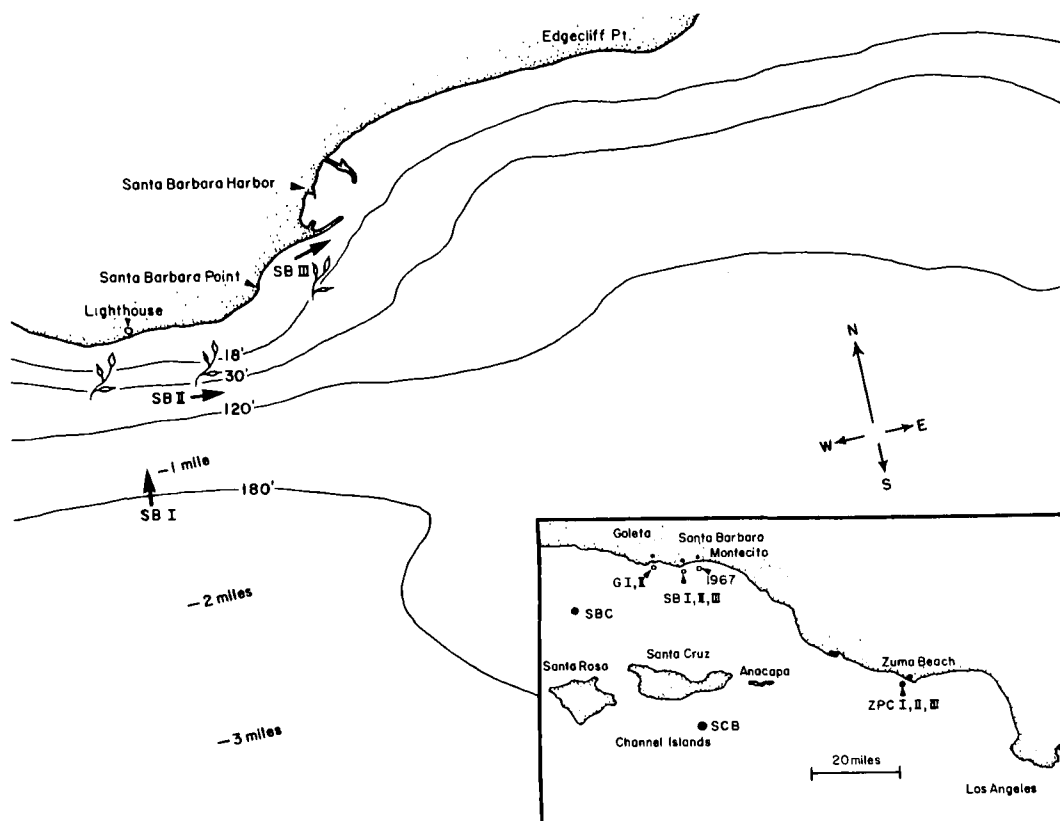 Edgecliff Pt.
Santa Barbara Harbor
SB III
Santa Barbara Point
Lighthouse
18'
30'
SB II
120'
N
W
E
S
-1 mile
180'
SB I
-2 miles
-3 miles
Goleta
Santa Barbara
Montecito
G I, II
1967
SB I, II, III
SBC
Santa Rosa
Santa Cruz
Anacapa
Zuma Beach
ZPC I, II, III
SCB
Channel Islands
20 miles
Los Angeles